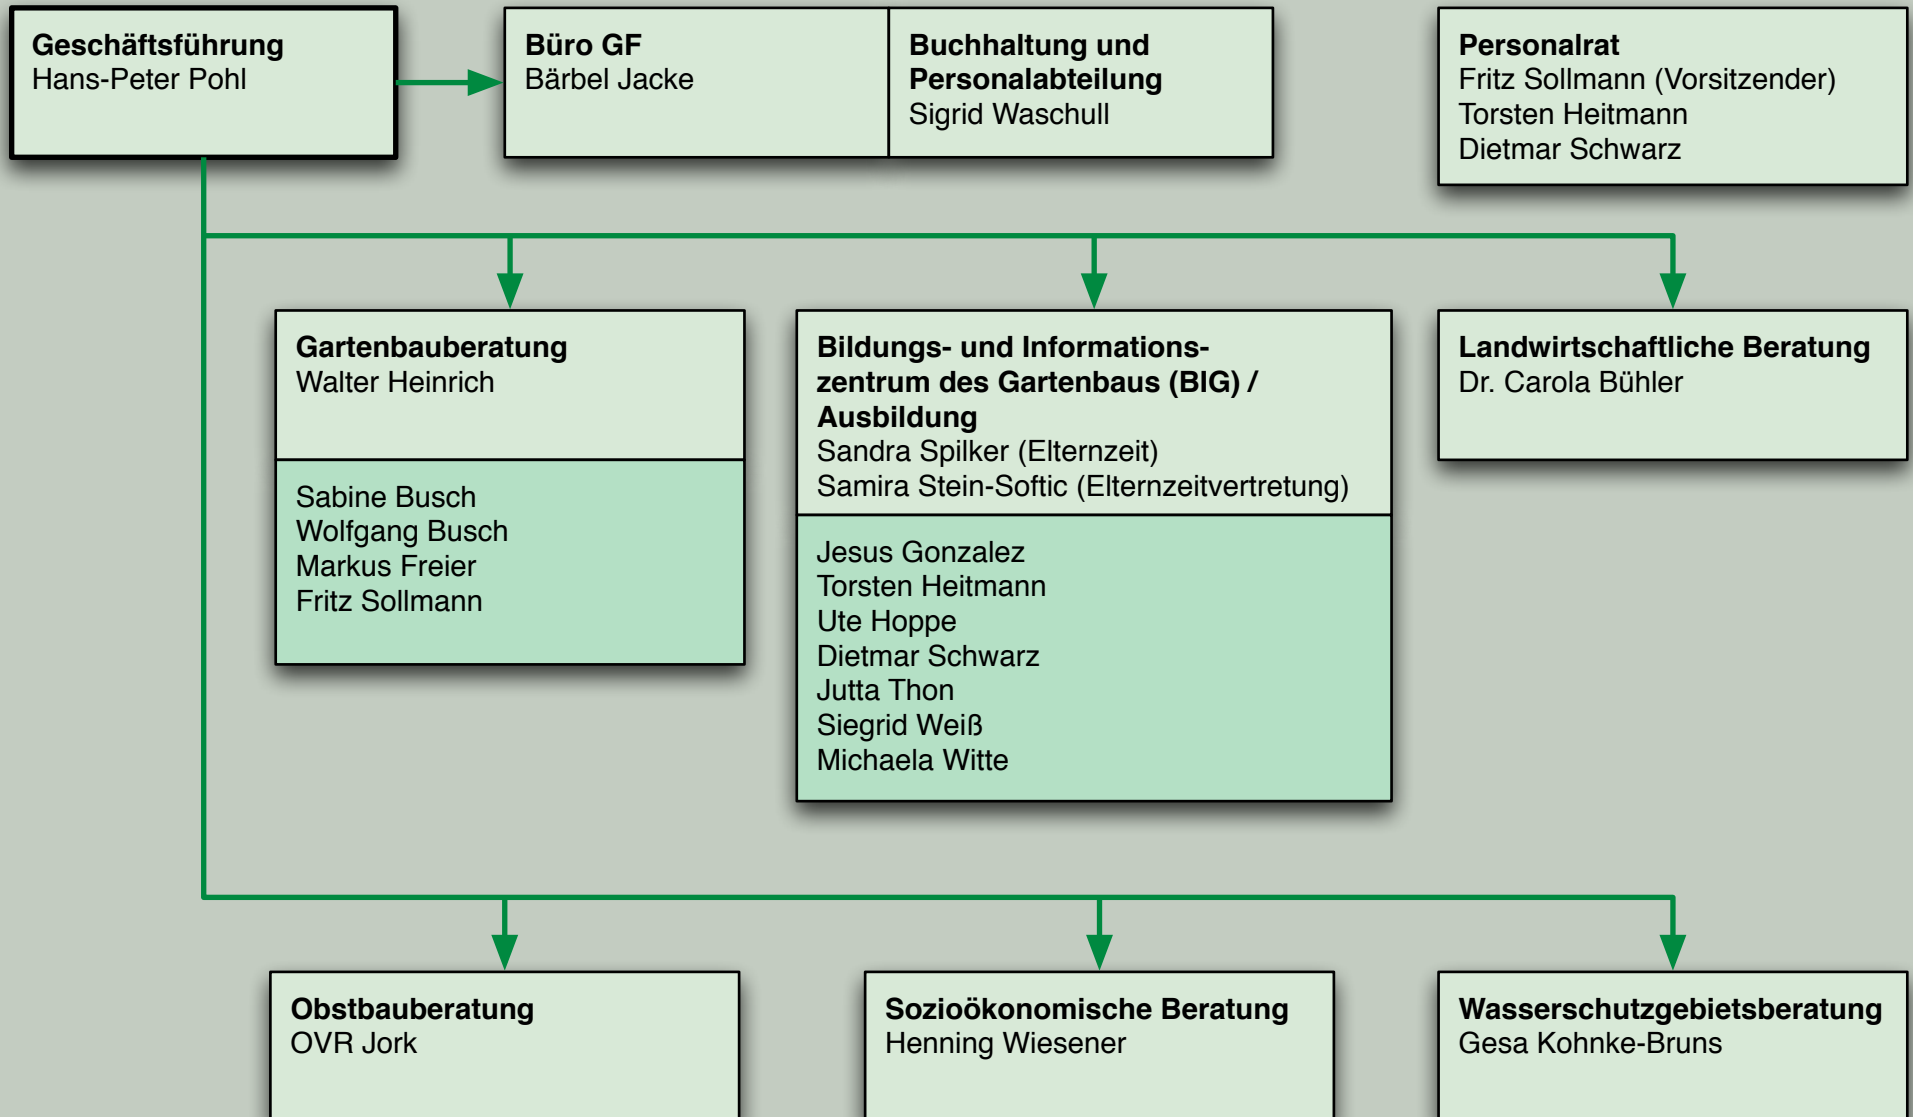 Geschäftsführung
Hans-Peter Pohl
Büro GF
Bärbel Jacke
Buchhaltung und
Personalabteilung
Sigrid Waschull
Personalrat
Fritz Sollmann (Vorsitzender)
Torsten Heitmann
Dietmar Schwarz
Gartenbauberatung
Walter Heinrich
Sabine Busch
Wolfgang Busch
Markus Freier
Fritz Sollmann
Bildungs- und Informations-
zentrum des Gartenbaus (BIG) /
Ausbildung
Sandra Spilker (Elternzeit)
Samira Stein-Softic (Elternzeitvertretung)
Jesus Gonzalez
Torsten Heitmann
Ute Hoppe
Dietmar Schwarz
Jutta Thon
Siegrid Weiß
Michaela Witte
Landwirtschaftliche Beratung
Dr. Carola Bühler
Obstbauberatung
OVR Jork
Sozioökonomische Beratung
Henning Wiesener
Wasserschutzgebietsberatung
Gesa Kohnke-Bruns